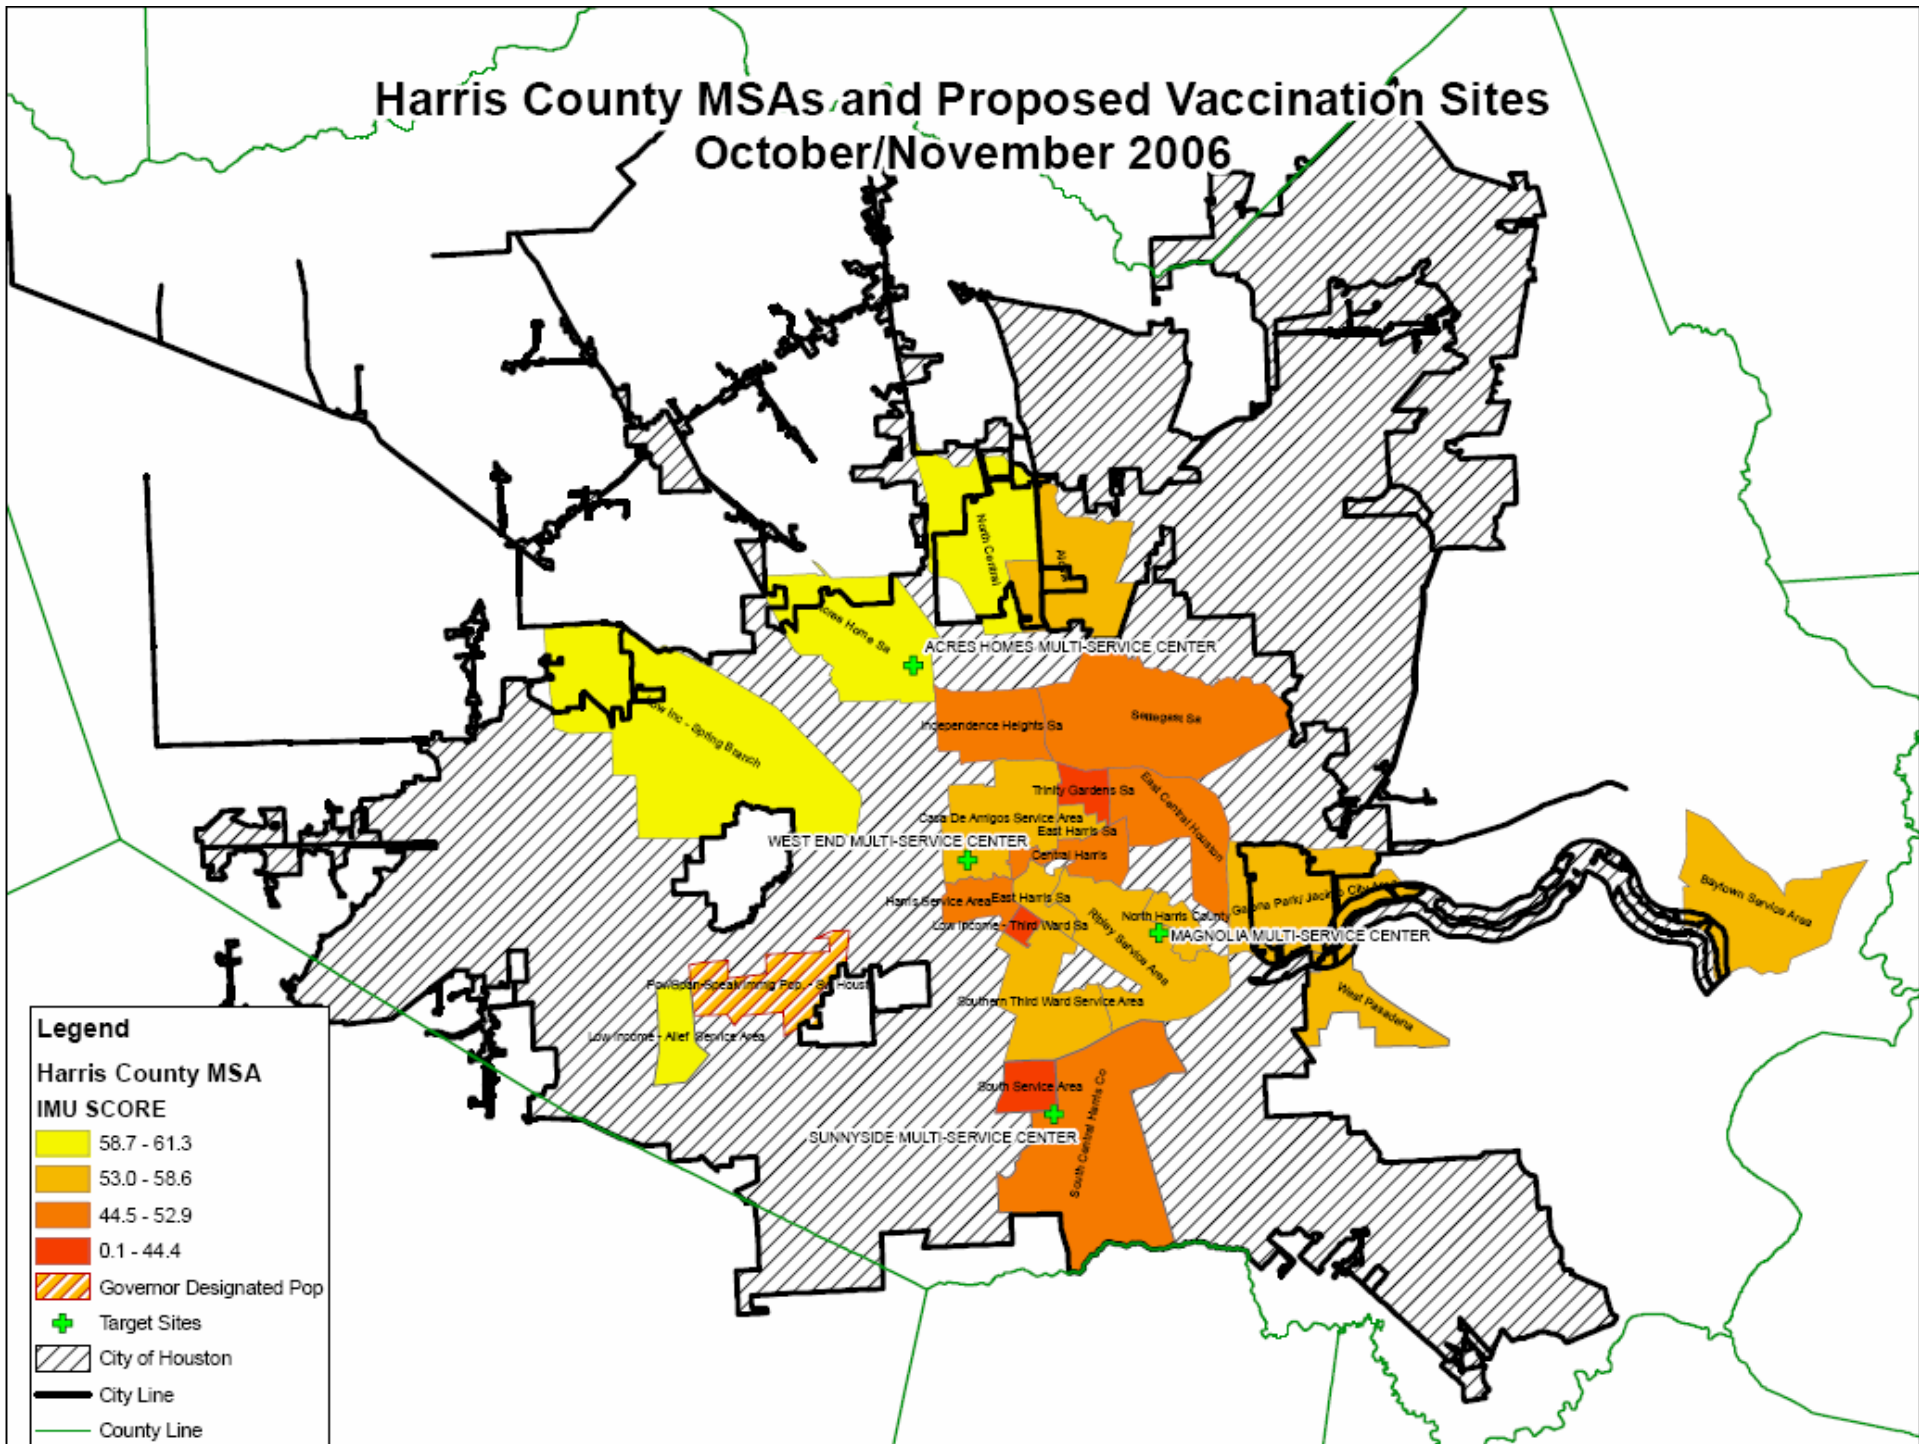 Harris County MSAs and Proposed Vaccination Sites
October/November 2006
North Central
Acres Home Sa
ACRES HOMES MULTI-SERVICE CENTER
Low Inc - Spring Branch
Independence Heights Sa
Settegast Sa
Trinity Gardens Sa
East Central Houston
Casa De Amigos Service Area
East Harris Sa
WEST END MULTI-SERVICE CENTER
Central Harris
Baytown Service Area
Galena Park/ Jacinto City
Harris Service Area
East Harris Sa
North Harris County
Low Income - Third Ward Sa
Ripley Service Area
MAGNOLIA MULTI-SERVICE CENTER
Southern Third Ward Service Area
West Pasadena
Low Income - Alief Service Area
South Service Area
South Central Harris Co
SUNNYSIDE MULTI-SERVICE CENTER
Legend
Harris County MSA
IMU SCORE
58.7 - 61.3
53.0 - 58.6
44.5 - 52.9
0.1 - 44.4
Governor Designated Pop
Target Sites
City of Houston
City Line
County Line